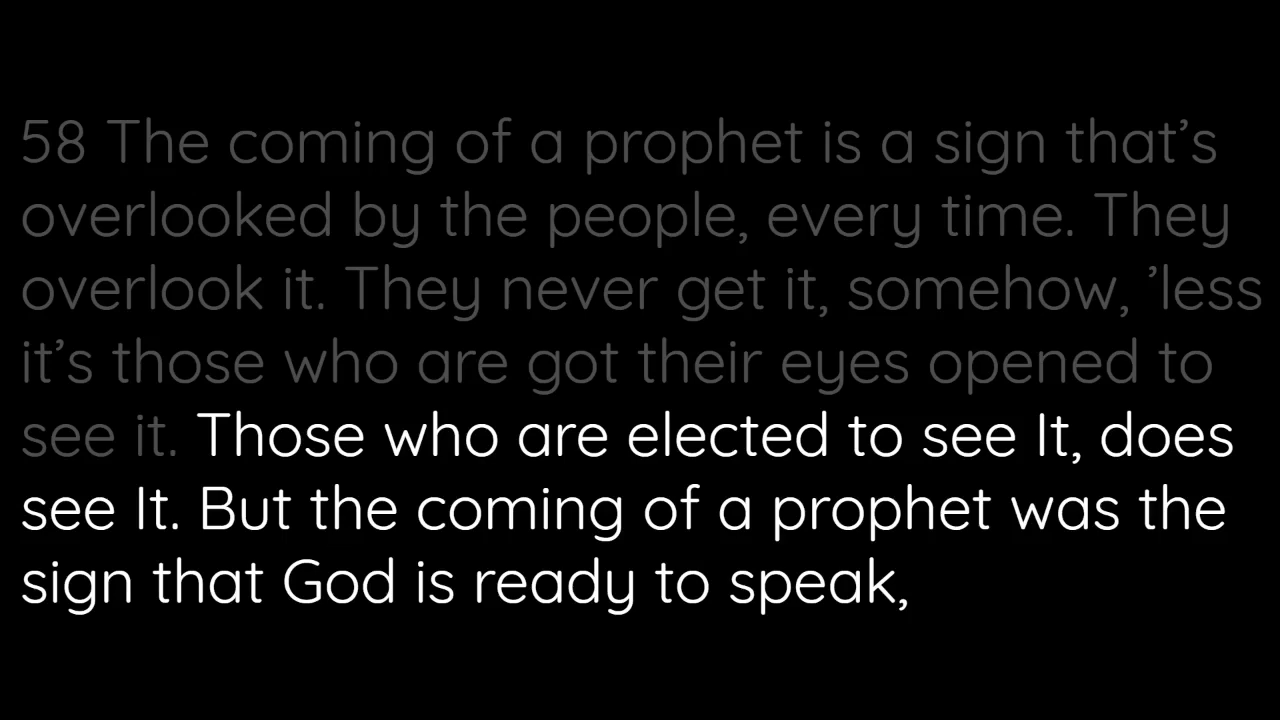 58 The coming of a prophet is a sign that’s
overlooked by the people, every time. They
overlook it. They never get it, somehow, ’less
it’s those who are got their eyes opened to
see it. Those who are elected to see It, does
see It. But the coming of a prophet was the
sign that God is ready to speak,